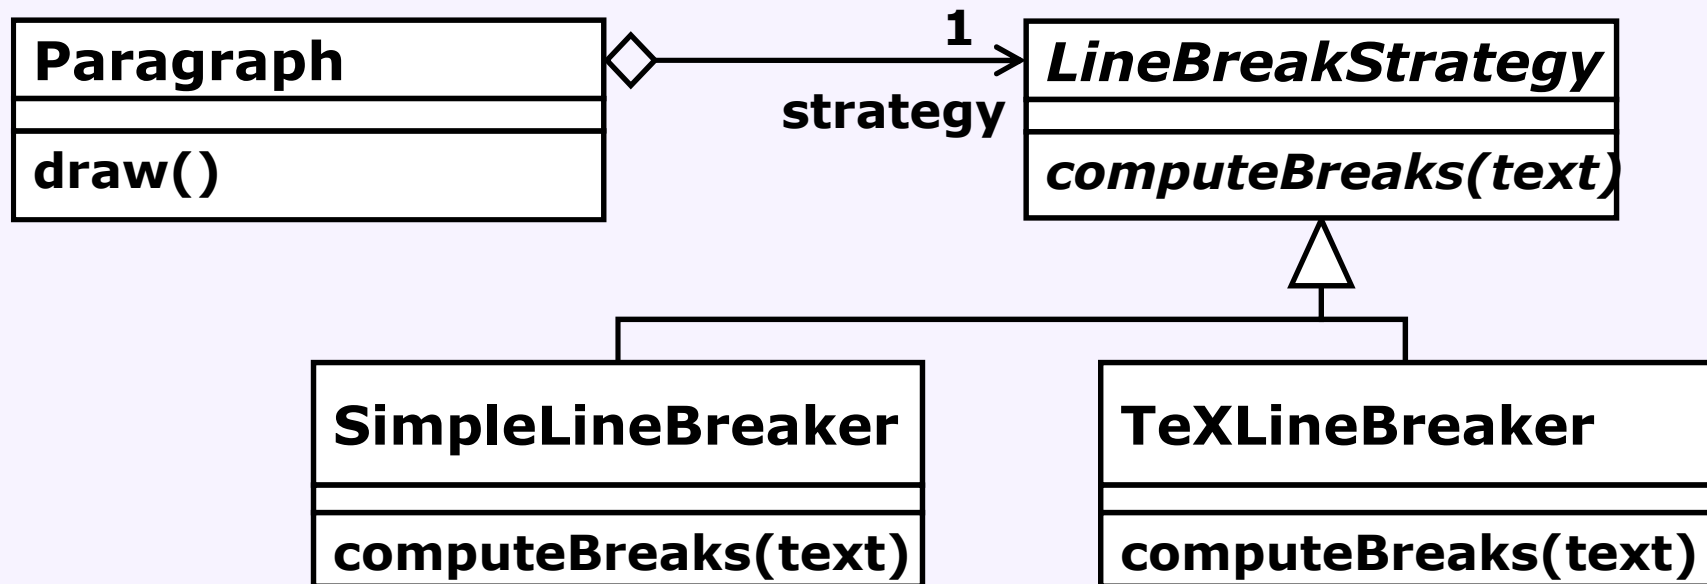 Paragraph
draw()
1
strategy
LineBreakStrategy
computeBreaks(text)
SimpleLineBreaker
computeBreaks(text)
TeXLineBreaker
computeBreaks(text)